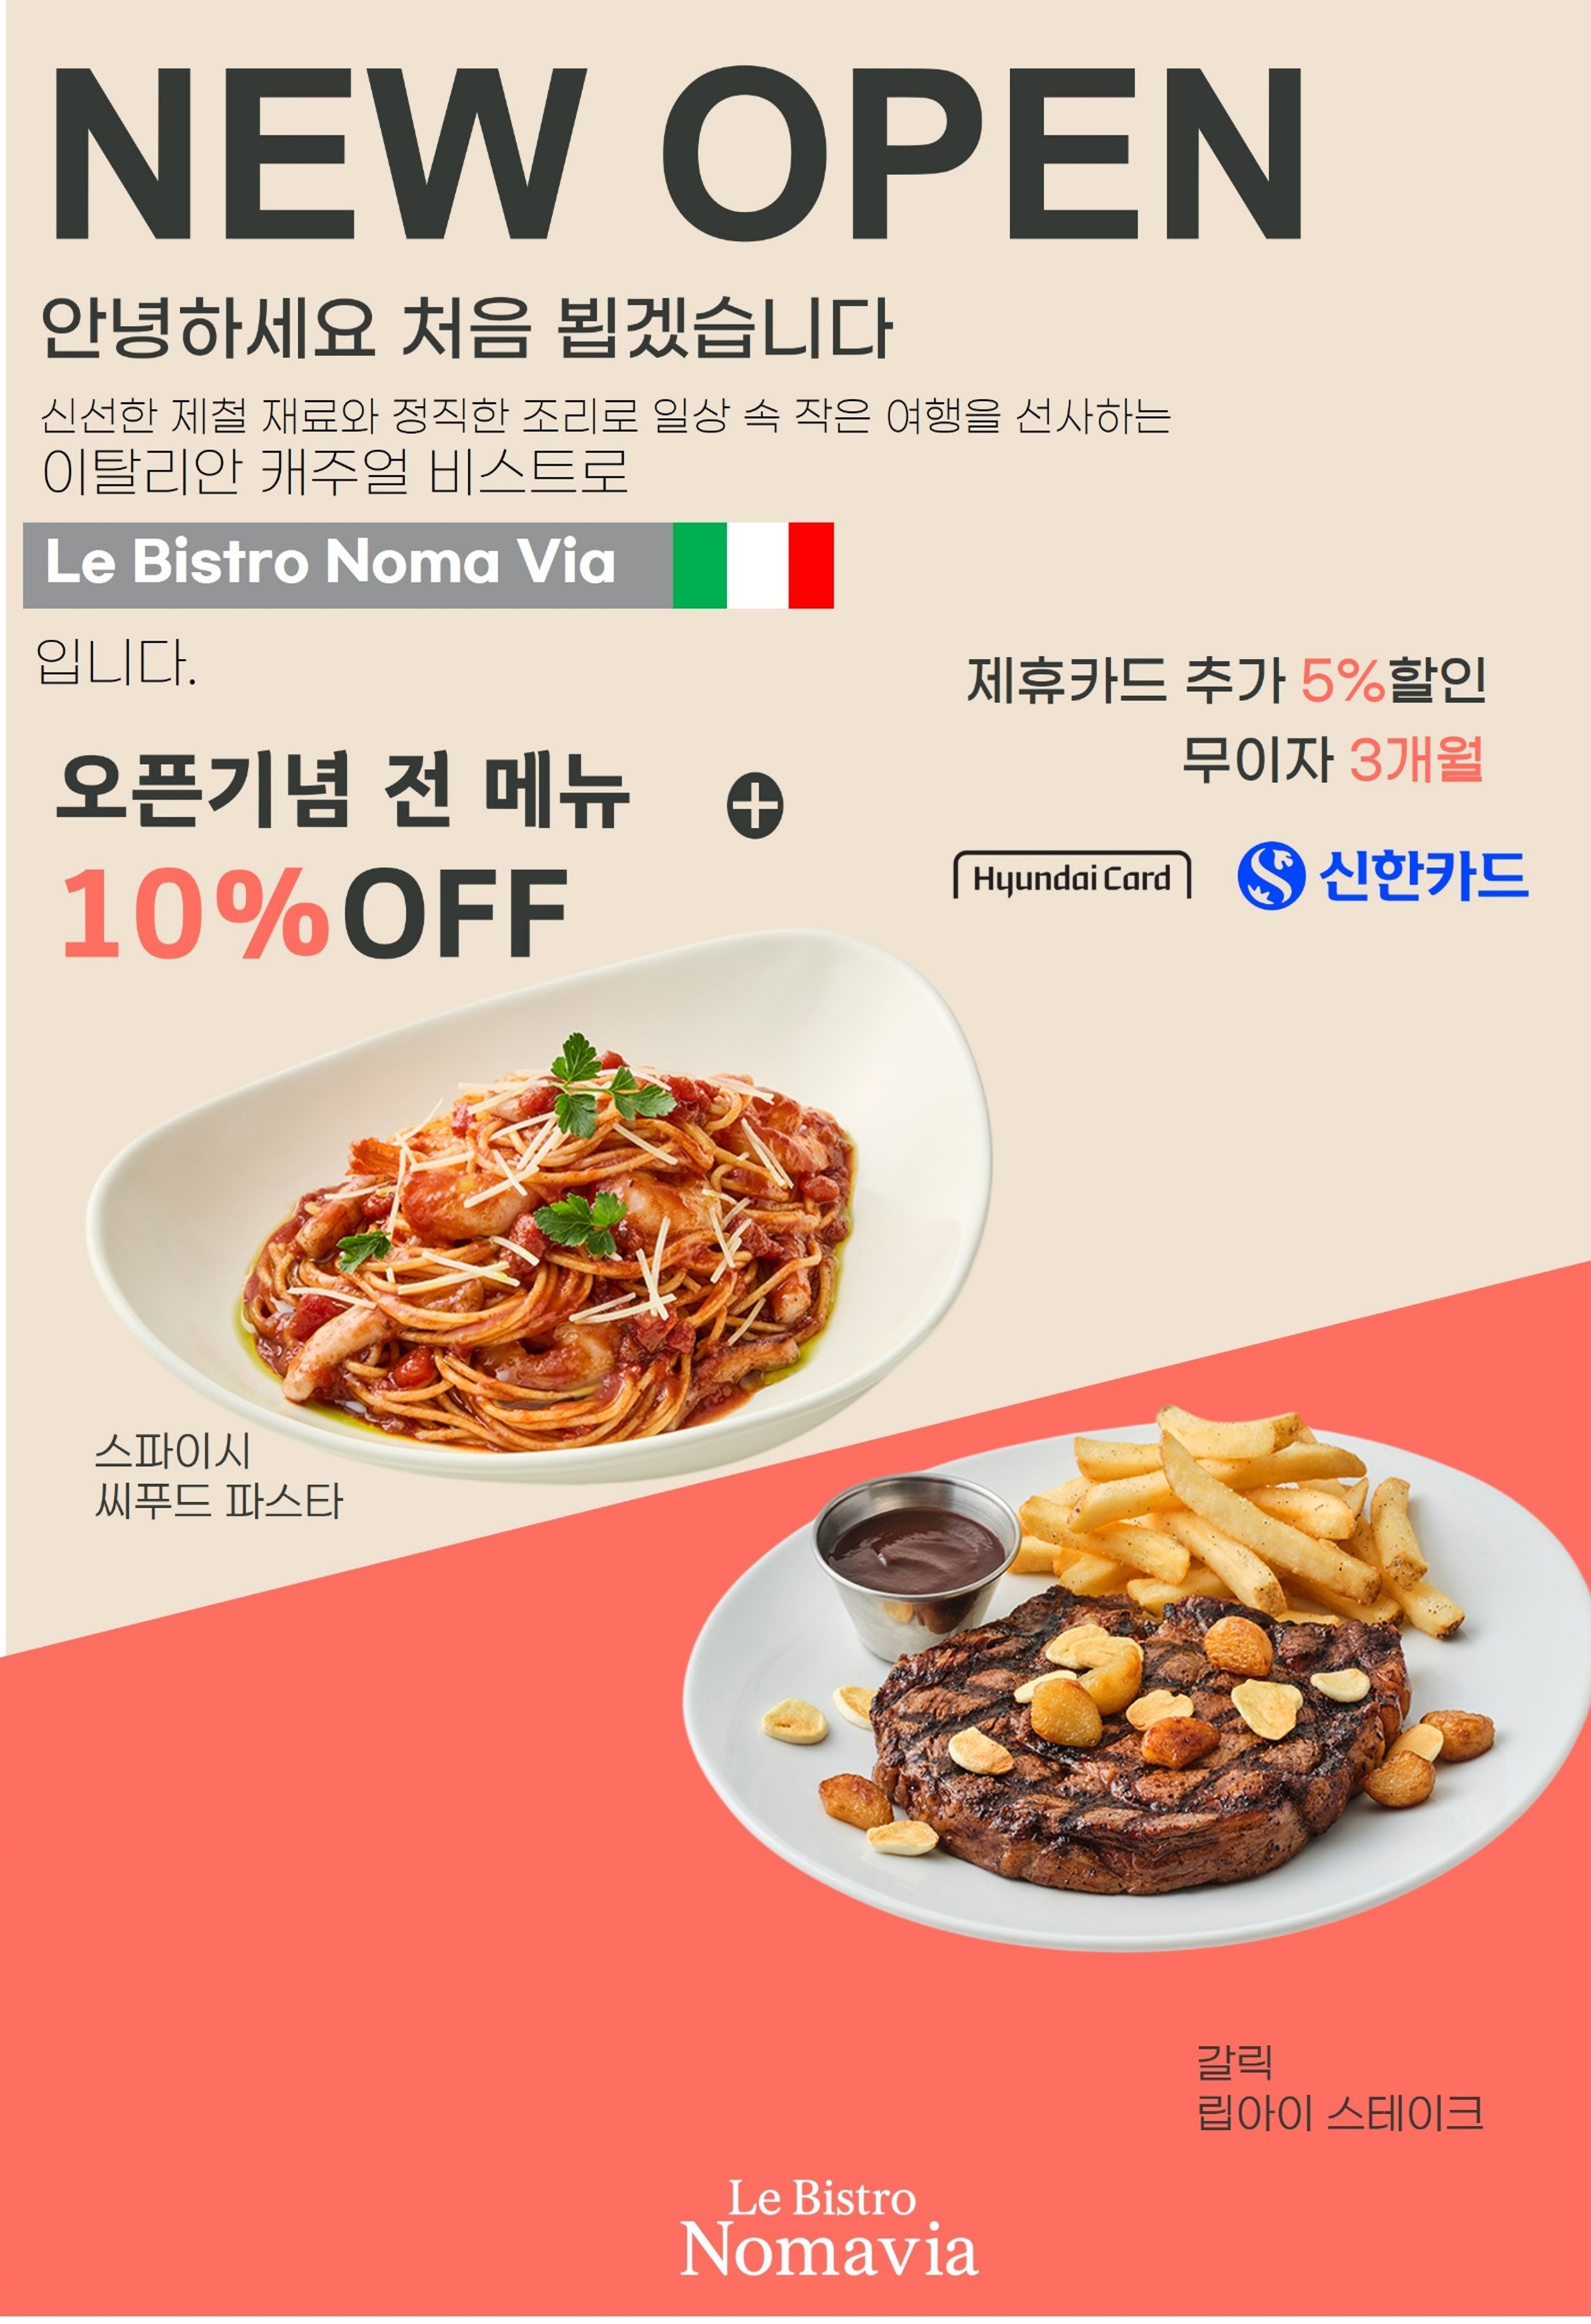 NEW OPEN
안녕하세요 처음 뵙겠습니다
신선한 제철 재료와 정직한 조리로 일상 속 작은 여행을 선사하는
이탈리안 캐주얼 비스트로
Le Bistro Noma Via
입니다.
제휴카드 추가 5%할인
무이자 3개월
Hyundai Card
신한카드
오픈기념 전 메뉴
10%OFF
스파이시
씨푸드 파스타
갈릭
립아이 스테이크
Le Bistro
Nomavia